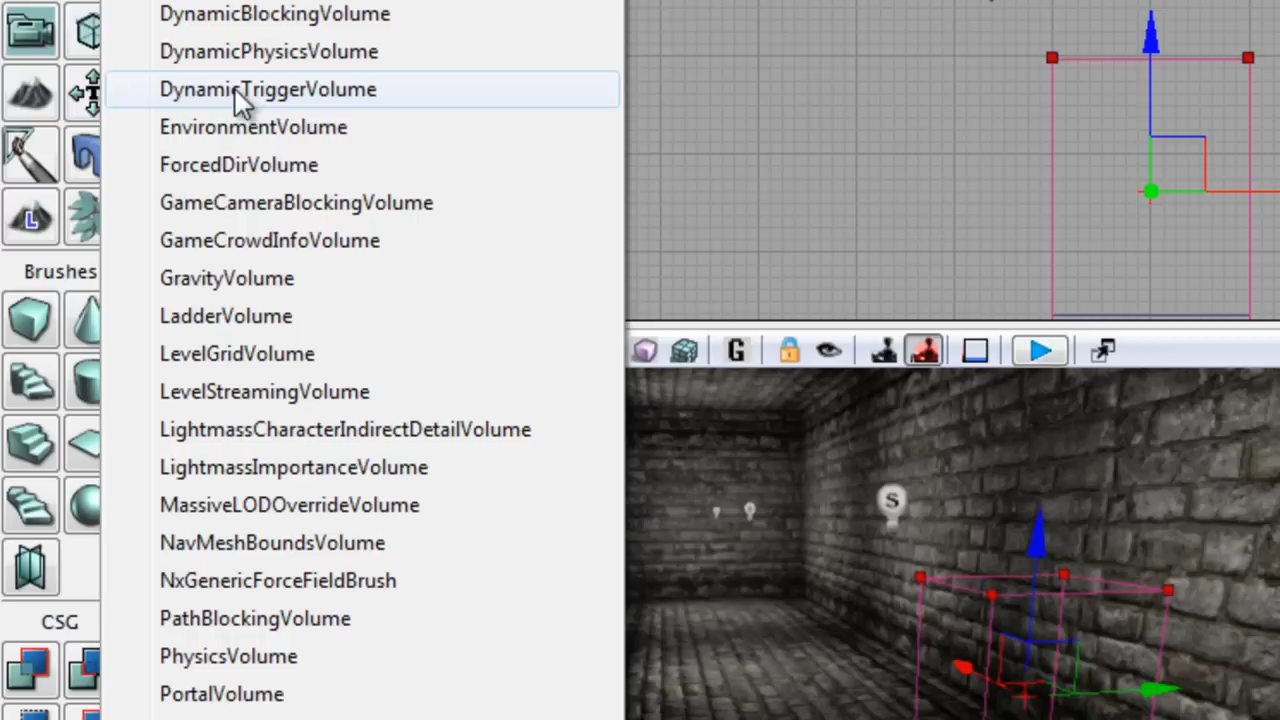 DynamicBlockingVolume
DynamicPhysicsVolume
DynamicTriggerVolume
EnvironmentVolume
ForcedDirVolume
GameCameraBlockingVolume
GameCrowdInfoVolume
GravityVolume
LadderVolume
LevelGridVolume
LevelStreamingVolume
LightmassCharacterIndirectDetailVolume
LightmassImportanceVolume
MassiveLODOverrideVolume
NavMeshBoundsVolume
NxGenericForceFieldBrush
PathBlockingVolume
PhysicsVolume
PortalVolume
T
L
Brushes
CSG
G
S